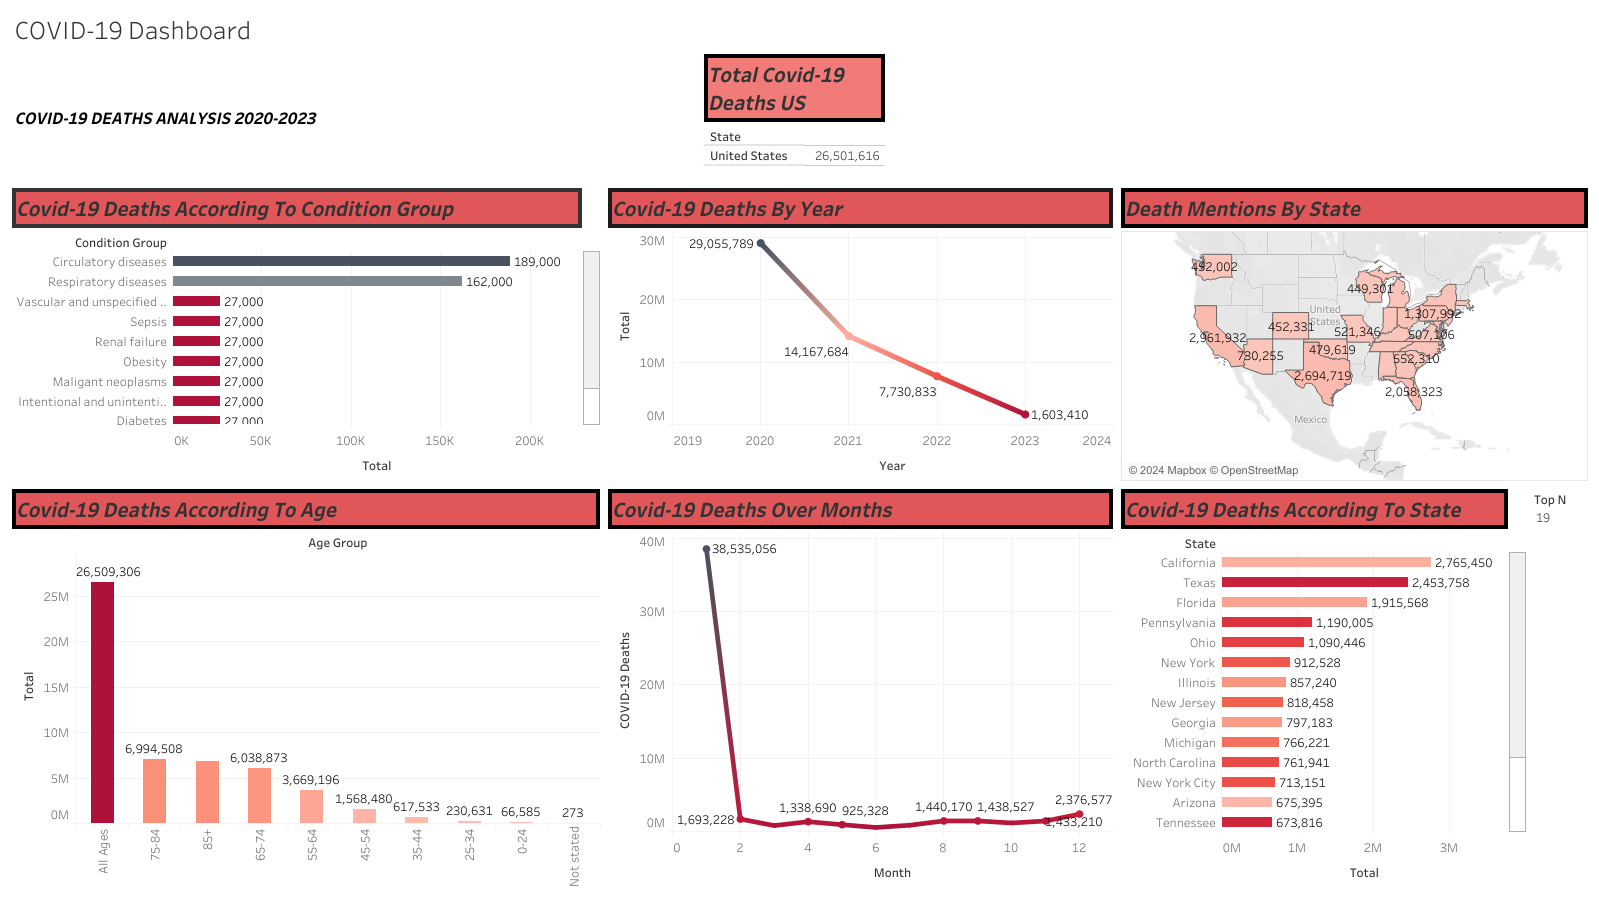 COVID-19 Dashboard
Total Covid-19
Deaths US
COVID-19 DEATHS ANALYSIS 2020-2023
State
United States 26,501,616
Covid-19 Deaths According To Condition Group
Condition Group
Circulatory diseases 189,000
Respiratory diseases 162,000
Vascular and unspecified .. 27,000
Sepsis 27,000
Renal failure 27,000
Obesity 27,000
Maligant neoplasms 27,000
Intentional and unintenti.. 27,000
Diabetes 27,000
0K 50K 100K 150K 200K
Total
Covid-19 Deaths By Year
30M
20M
10M
0M
Total
29,055,789
14,167,684
7,730,833
1,603,410
2019 2020 2021 2022 2023 2024
Year
Death Mentions By State
452,002
449,301
United
States
1,307,992
452,331
521,346
507,106
2,961,932
730,255
479,619
552,310
2,694,719
2,058,323
Mexico
© 2024 Mapbox © OpenStreetMap
Covid-19 Deaths According To Age
Age Group
26,509,306
6,994,508
6,038,873
3,669,196
1,568,480
617,533
230,631
66,585
273
25M
20M
15M
10M
5M
0M
Total
All Ages
75-84
85+
65-74
55-64
45-54
35-44
25-34
0-24
Not stated
Covid-19 Deaths Over Months
40M
30M
20M
10M
0M
COVID-19 Deaths
38,535,056
1,693,228
1,338,690
925,328
1,440,170
1,438,527
1,433,210
2,376,577
0 2 4 6 8 10 12
Month
Covid-19 Deaths According To State
Top N
19
State
California 2,765,450
Texas 2,453,758
Florida 1,915,568
Pennsylvania 1,190,005
Ohio 1,090,446
New York 912,528
Illinois 857,240
New Jersey 818,458
Georgia 797,183
Michigan 766,221
North Carolina 761,941
New York City 713,151
Arizona 675,395
Tennessee 673,816
0M 1M 2M 3M
Total